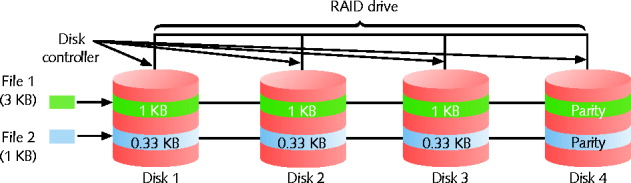 RAID drive
Disk
controller
File 1
(3 KB)
1 KB 1 KB 1 KB Parity
File 2
(1 KB)
0.33 KB 0.33 KB 0.33 KB Parity
Disk 1 Disk 2 Disk 3 Disk 4